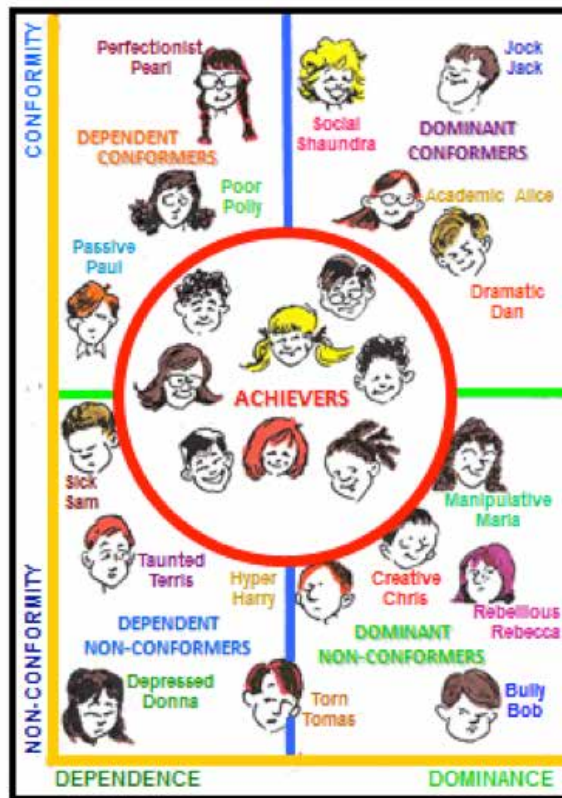 CONFORMITY
Perfectionist
Pearl
DEPENDENT
CONFORMERS
Poor
Polly
Passive
Paul
Social
Shaundra
Jock
Jack
DOMINANT
CONFORMERS
Academic Alice
Dramatic
Dan
ACHIEVERS
NON-CONFORMITY
Sick
Sam
Taunted
Terris
Hyper
Harry
DEPENDENT
NON-CONFORMERS
Depressed
Donna
Torn
Tomas
Manipulative
Maria
Creative
Chris
Rebellious
Rebecca
DOMINANT
NON-CONFORMERS
Bully
Bob
DEPENDENCE
DOMINANCE